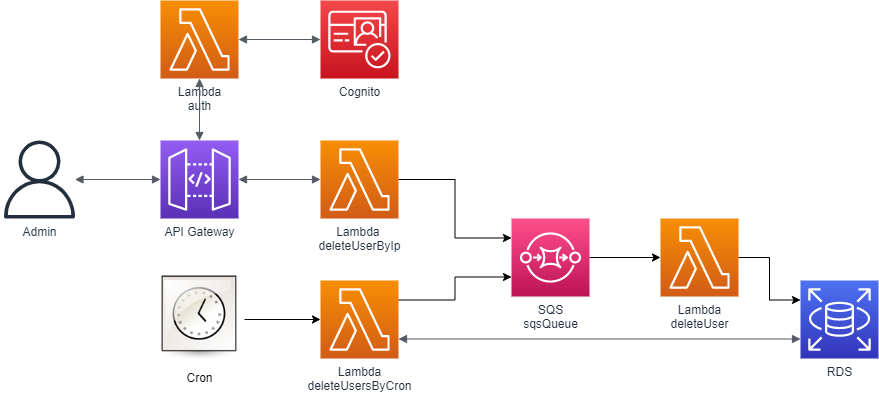 Lambda
auth
Cognito
Admin
API Gateway
Lambda
deleteUserByIp
SQS
sqsQueue
Lambda
deleteUser
Cron
Lambda
deleteUsersByCron
RDS